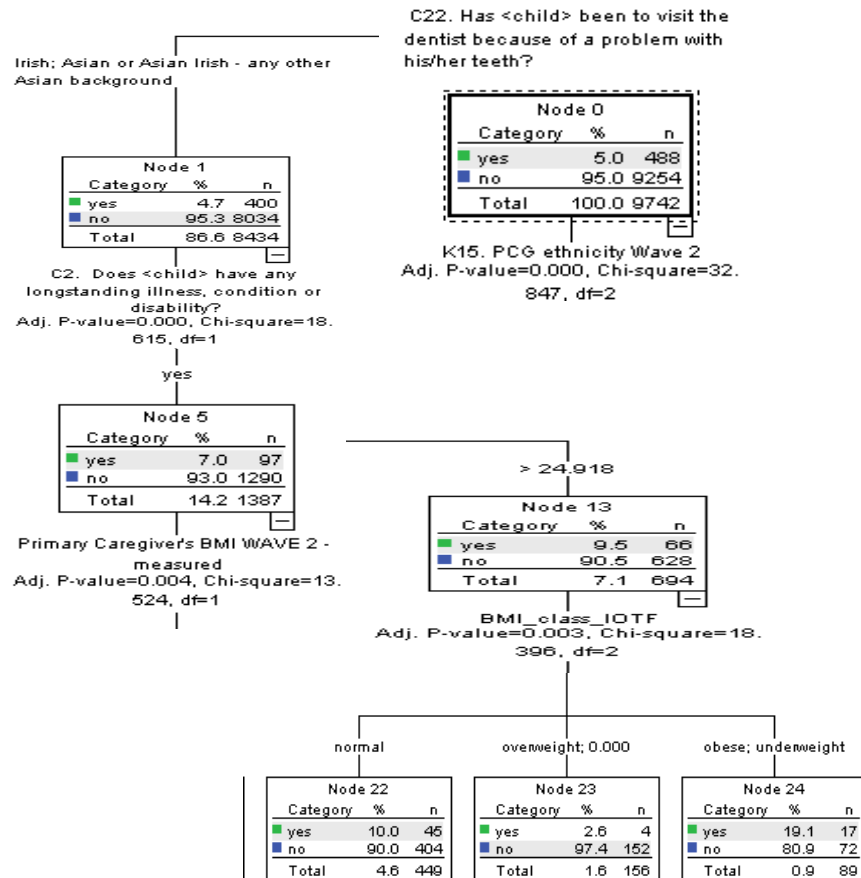 C22. Has <child> been to visit the
dentist because of a problem with
his/her teeth?
Node 0
Category % n
yes 5.0 488
no 95.0 9254
Total 100.0 9742
K15. PCG ethnicity Wave 2
Adj. P-value=0.000, Chi-square=32.
847, df=2
Irish; Asian or Asian Irish - any other
Asian background
Node 1
Category % n
yes 4.7 400
no 95.3 8034
Total 86.6 8434
C2. Does <child> have any
longstanding illness, condition or
disability?
Adj. P-value=0.000, Chi-square=18.
615, df=1
yes
Node 5
Category % n
yes 7.0 97
no 93.0 1290
Total 14.2 1387
Primary Caregiver's BMI WAVE 2 -
measured
Adj. P-value=0.004, Chi-square=13.
524, df=1
> 24.918
Node 13
Category % n
yes 9.5 66
no 90.5 628
Total 7.1 694
BMI_class_IOTF
Adj. P-value=0.003, Chi-square=18.
396, df=2
normal
Node 22
Category % n
yes 10.0 45
no 90.0 404
Total 4.6 449
overweight; 0.000
Node 23
Category % n
yes 2.6 4
no 97.4 152
Total 1.6 156
obese; underweight
Node 24
Category % n
yes 19.1 17
no 80.9 72
Total 0.9 89